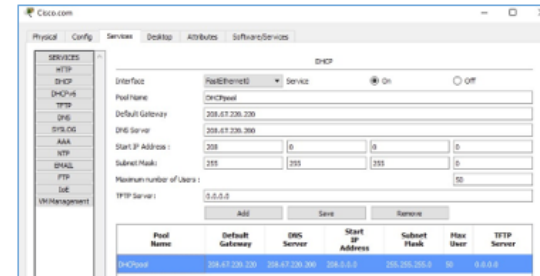 Cisco.com
Physical Config Services Desktop Attributes Software/Services
SERVICES
HTTP
DHCP
DHCPv6
TFTP
DNS
SYSLOG
AAA
NTP
EMAIL
FTP
IoE
VM Management
DHCP
Interface FastEthernet0 Service On Off
Pool Name DHCPpool
Default Gateway 208.67.220.220
DNS Server 208.67.220.200
Start IP Address : 208 0 0 0
Subnet Mask: 255 255 255 0
Maximum number of Users : 50
TFTP Server: 0.0.0.0
Add Save Remove
Pool Name Default Gateway DNS Server Start IP Address Subnet Mask Max User TFTP Server
DHCPpool 208.67.220.220 208.67.220.200 208.0.0.0 255.255.255.0 50 0.0.0.0